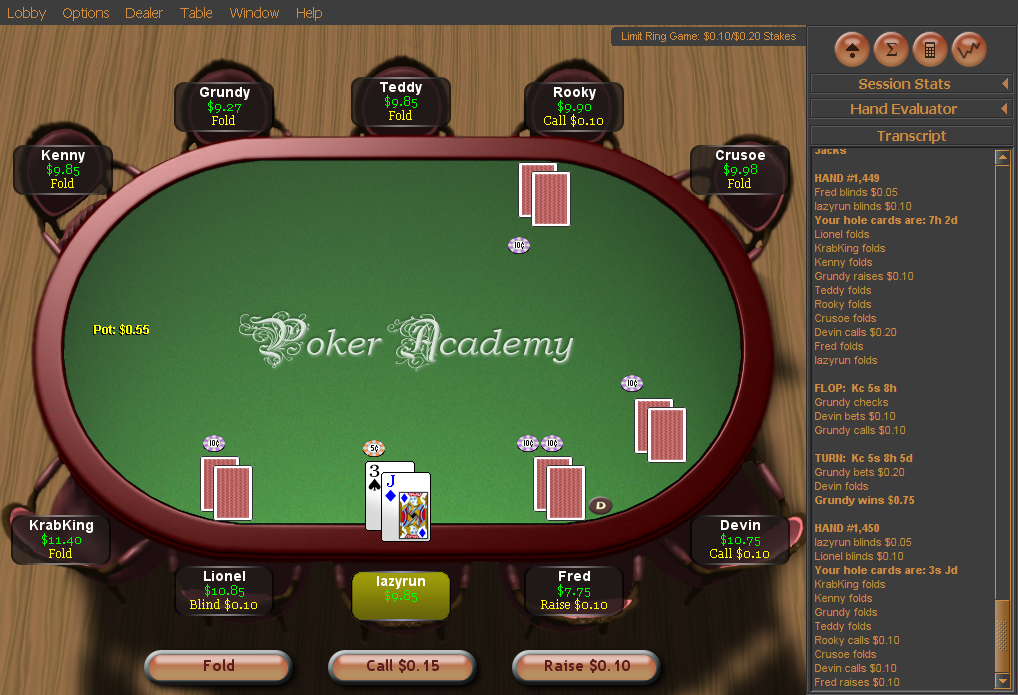 Lobby Options Dealer Table Window Help
Limit Ring Game: $0.10/$0.20 Stakes
Grundy
$9.27
Fold
Teddy
$9.85
Fold
Rooky
$9.90
Call $0.10
Kenny
$9.85
Fold
Crusoe
$9.98
Fold
10¢
Pot: $0.55
Poker Academy
10¢
10¢
5¢
10¢ 10¢
3
J
D
KrabKing
$11.40
Fold
Devin
$10.75
Call $0.10
Lionel
$10.85
Blind $0.10
lazyrun
$9.85
Fred
$7.75
Raise $0.10
Fold
Call $0.15
Raise $0.10
Σ
Session Stats
Hand Evaluator
Transcript
Jacks
HAND #1,449
Fred blinds $0.05
lazyrun blinds $0.10
Your hole cards are: 7h 2d
Lionel folds
KrabKing folds
Kenny folds
Grundy raises $0.10
Teddy folds
Rooky folds
Crusoe folds
Devin calls $0.20
Fred folds
lazyrun folds
FLOP: Kc 5s 8h
Grundy checks
Devin bets $0.10
Grundy calls $0.10
TURN: Kc 5s 8h 5d
Grundy bets $0.20
Devin folds
Grundy wins $0.75
HAND #1,450
lazyrun blinds $0.05
Lionel blinds $0.10
Your hole cards are: 3s Jd
KrabKing folds
Kenny folds
Grundy folds
Teddy folds
Rooky calls $0.10
Crusoe folds
Devin calls $0.10
Fred raises $0.10